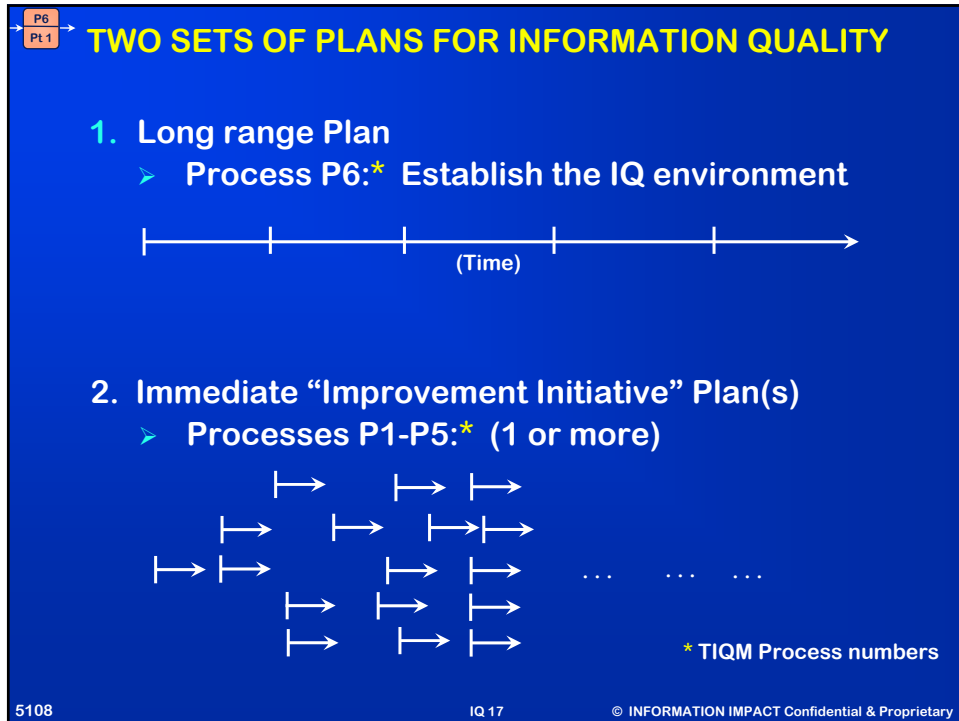 P6
Pt 1
TWO SETS OF PLANS FOR INFORMATION QUALITY
1. Long range Plan
➢ Process P6:* Establish the IQ environment
(Time)
2. Immediate “Improvement Initiative” Plan(s)
➢ Processes P1-P5:* (1 or more)
... ... ...
* TIQM Process numbers
5108 IQ 17 © INFORMATION IMPACT Confidential & Proprietary